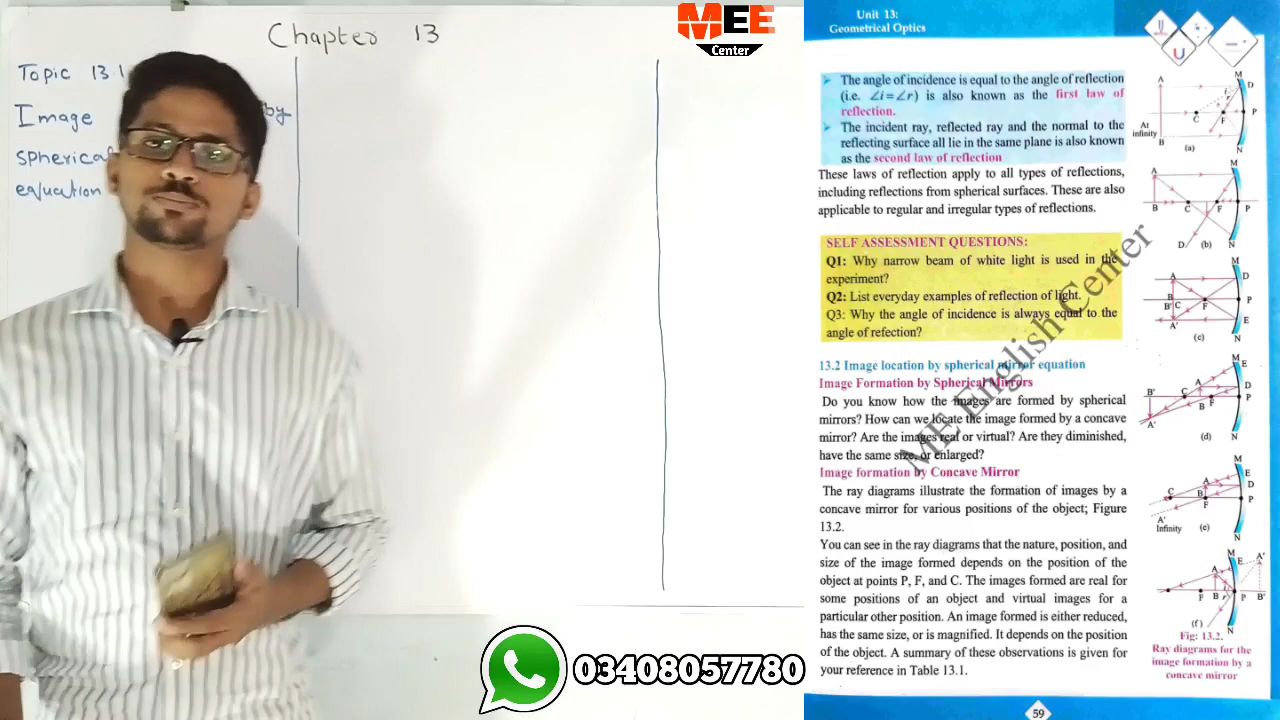 Chapter 13
Topic 13.1
Image by
spherical
equation
MEE
Center
03408057780
Unit 13:
Geometrical Optics
➤ The angle of incidence is equal to the angle of reflection
(i.e. ∠i=∠r) is also known as the first law of
reflection.
➤ The incident ray, reflected ray and the normal to the
reflecting surface all lie in the same plane is also known
as the second law of reflection
These laws of reflection apply to all types of reflections,
including reflections from spherical surfaces. These are also
applicable to regular and irregular types of reflections.
SELF ASSESSMENT QUESTIONS:
Q1: Why narrow beam of white light is used in the
experiment?
Q2: List everyday examples of reflection of light.
Q3: Why the angle of incidence is always equal to the
angle of refection?
13.2 Image location by spherical mirror equation
Image Formation by Spherical Mirrors
Do you know how the images are formed by spherical
mirrors? How can we locate the image formed by a concave
mirror? Are the images real or virtual? Are they diminished,
have the same size, or enlarged?
Image formation by Concave Mirror
The ray diagrams illustrate the formation of images by a
concave mirror for various positions of the object; Figure
13.2.
You can see in the ray diagrams that the nature, position, and
size of the image formed depends on the position of the
object at points P, F, and C. The images formed are real for
some positions of an object and virtual images for a
particular other position. An image formed is either reduced,
has the same size, or is magnified. It depends on the position
of the object. A summary of these observations is given for
your reference in Table 13.1.
ME English Center
A M D
C F P
At
infinity
B N
(a)
M
A
B C F P
D N
(b)
M
A D
B
B' C F P
A' E
N
(c)
M E
B' C A D
B F P
A'
(d) N
M
A E
C B D
F P
A'
Infinity (e)
N
M A'
A E
F B r P B'
(f) N
Fig: 13.2.
Ray diagrams for the
image formation by a
concave mirror
59